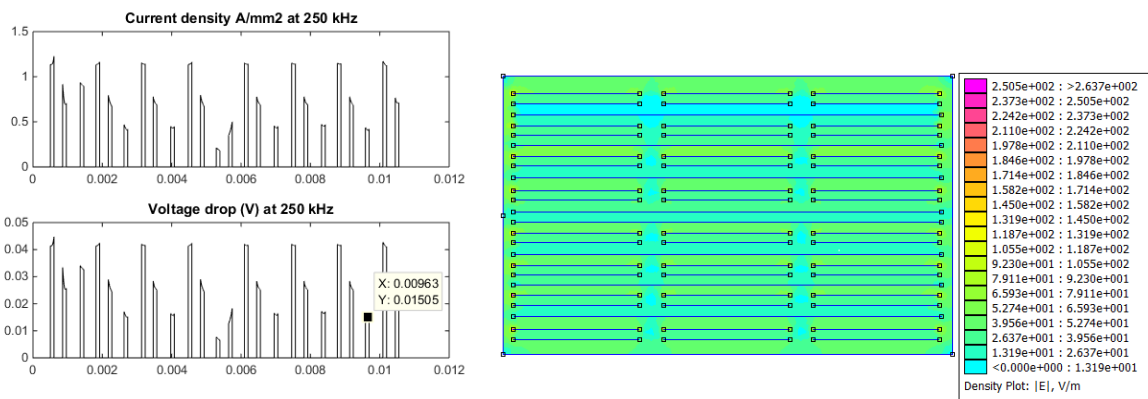 Current density A/mm2 at 250 kHz
1.5
1
0.5
0
0 0.002 0.004 0.006 0.008 0.01 0.012
Voltage drop (V) at 250 kHz
0.05
0.04
0.03
0.02
0.01
0
X: 0.00963
Y: 0.01505
0 0.002 0.004 0.006 0.008 0.01 0.012
2.505e+002 : >2.637e+002
2.373e+002 : 2.505e+002
2.242e+002 : 2.373e+002
2.110e+002 : 2.242e+002
1.978e+002 : 2.110e+002
1.846e+002 : 1.978e+002
1.714e+002 : 1.846e+002
1.582e+002 : 1.714e+002
1.450e+002 : 1.582e+002
1.319e+002 : 1.450e+002
1.187e+002 : 1.319e+002
1.055e+002 : 1.187e+002
9.230e+001 : 1.055e+002
7.911e+001 : 9.230e+001
6.593e+001 : 7.911e+001
5.274e+001 : 6.593e+001
3.956e+001 : 5.274e+001
2.637e+001 : 3.956e+001
1.319e+001 : 2.637e+001
<0.000e+000 : 1.319e+001
Density Plot: |E|, V/m